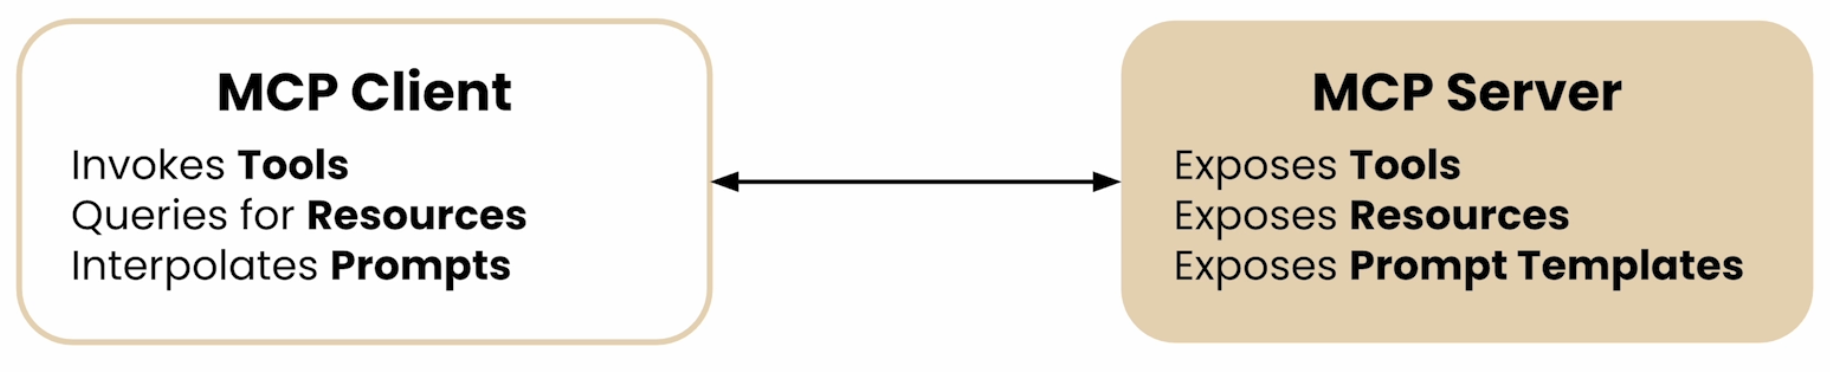 MCP Client
Invokes Tools
Queries for Resources
Interpolates Prompts
MCP Server
Exposes Tools
Exposes Resources
Exposes Prompt Templates